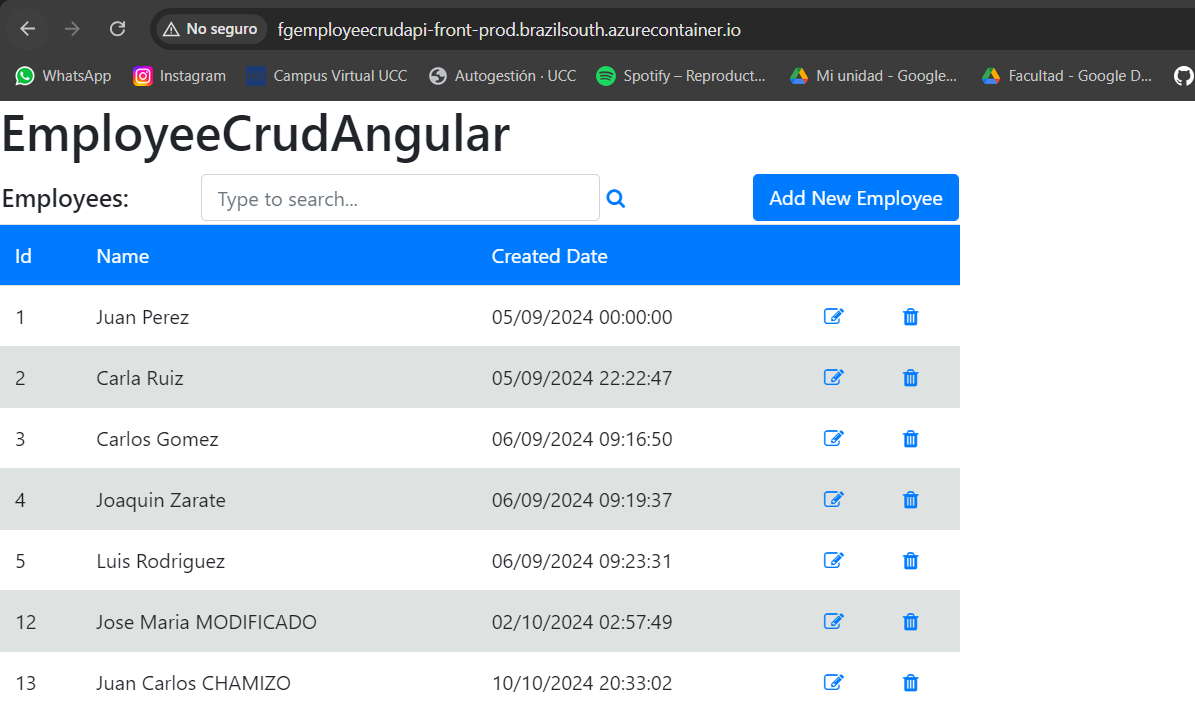 No seguro fgemployeecrudapi-front-prod.brazilsouth.azurecontainer.io
WhatsApp Instagram Campus Virtual UCC Autogestión · UCC Spotify – Reproduct... Mi unidad - Google... Facultad - Google D...
EmployeeCrudAngular
Employees: Type to search... Add New Employee
Id Name Created Date
1 Juan Perez 05/09/2024 00:00:00
2 Carla Ruiz 05/09/2024 22:22:47
3 Carlos Gomez 06/09/2024 09:16:50
4 Joaquin Zarate 06/09/2024 09:19:37
5 Luis Rodriguez 06/09/2024 09:23:31
12 Jose Maria MODIFICADO 02/10/2024 02:57:49
13 Juan Carlos CHAMIZO 10/10/2024 20:33:02